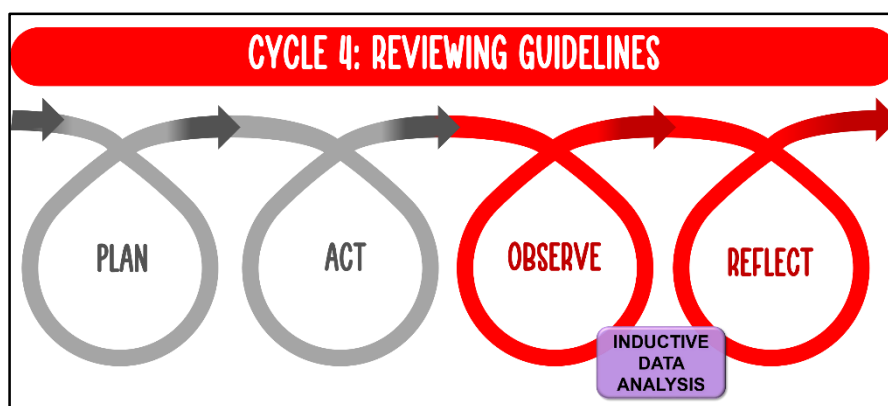 CYCLE 4: REVIEWING GUIDELINES
PLAN
ACT
OBSERVE
REFLECT
INDUCTIVE
DATA
ANALYSIS